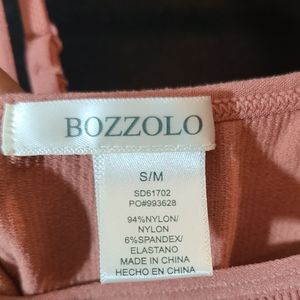 BOZZOLO
S/M
SD61702
PO#993628
94%NYLON/
NYLON
6%SPANDEX/
ELASTANO
MADE IN CHINA
HECHO EN CHINA